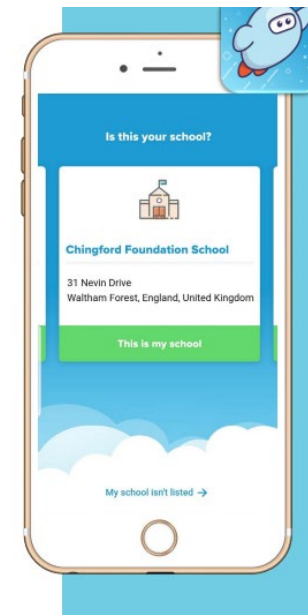 Is this your school?
Chingford Foundation School
31 Nevin Drive
Waltham Forest, England, United Kingdom
This is my school
My school isn't listed →